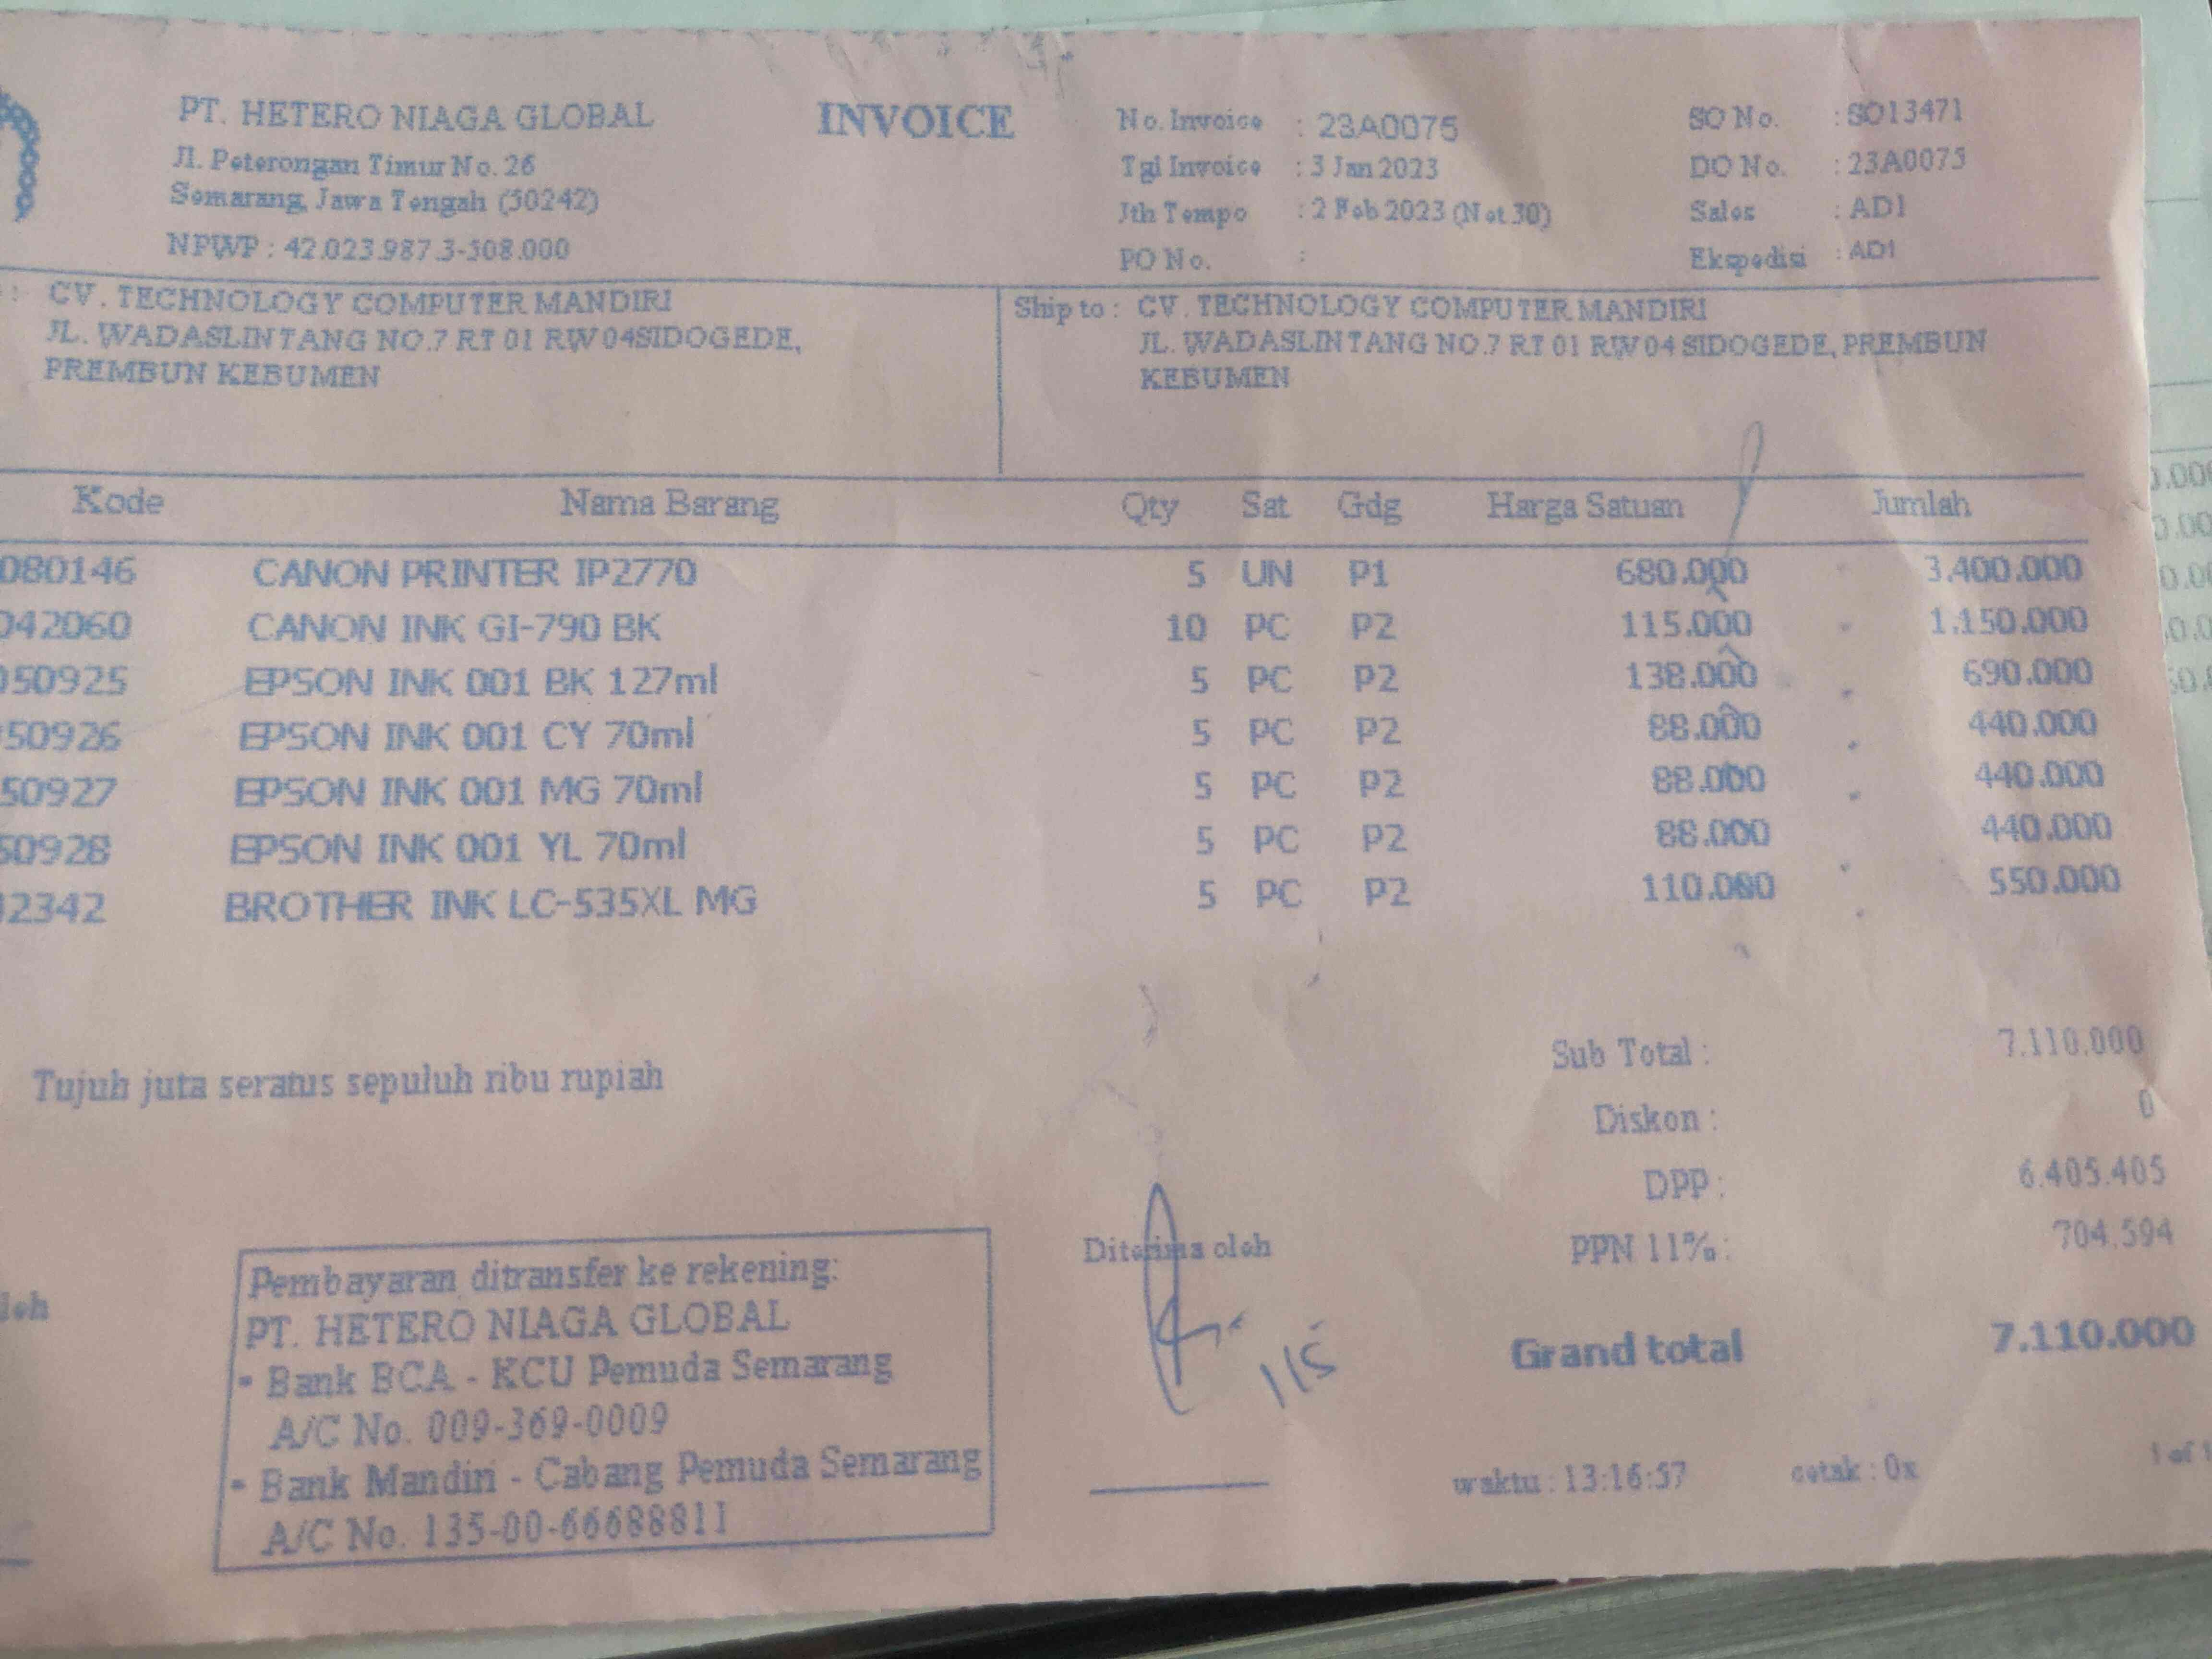 PT. HETERO NIAGA GLOBAL
Jl. Peterongan Timur No. 26
Semarang, Jawa Tengah (50242)
NPWP : 42.023.987.3-508.000
INVOICE
No. Invoice : 23A0075
Tgl Invoice : 3 Jan 2023
Jth Tempo : 2 Feb 2023 (Net 30)
PO No. :
SO No. : SO13471
DO No. : 23A0075
Sales : ADI
Ekspedisi : ADI
: CV. TECHNOLOGY COMPUTER MANDIRI
JL. WADASLINTANG NO.7 RT 01 RW 04SIDOGEDE,
PREMBUN KEBUMEN
Ship to : CV. TECHNOLOGY COMPUTER MANDIRI
JL. WADASLINTANG NO.7 RT 01 RW 04 SIDOGEDE, PREMBUN
KEBUMEN
Kode Nama Barang Qty Sat Gdg Harga Satuan Jumlah
080146 CANON PRINTER IP2770 5 UN P1 680.000 3.400.000
042060 CANON INK GI-790 BK 10 PC P2 115.000 1.150.000
050925 EPSON INK 001 BK 127ml 5 PC P2 138.000 690.000
50926 EPSON INK 001 CY 70ml 5 PC P2 88.000 440.000
50927 EPSON INK 001 MG 70ml 5 PC P2 88.000 440.000
50928 EPSON INK 001 YL 70ml 5 PC P2 88.000 440.000
2342 BROTHER INK LC-535XL MG 5 PC P2 110.000 550.000
Tujuh juta seratus sepuluh ribu rupiah
Sub Total : 7.110.000
Diskon : 0
DPP : 6.405.405
PPN 11% : 704.594
Grand total 7.110.000
leh
Pembayaran ditransfer ke rekening:
PT. HETERO NIAGA GLOBAL
- Bank BCA - KCU Pemuda Semarang
A/C No. 009-369-0009
- Bank Mandiri - Cabang Pemuda Semarang
A/C No. 135-00-66688811
Diterima oleh
1/5
waktu : 13:16:57 cetak : 0x 1 of 1